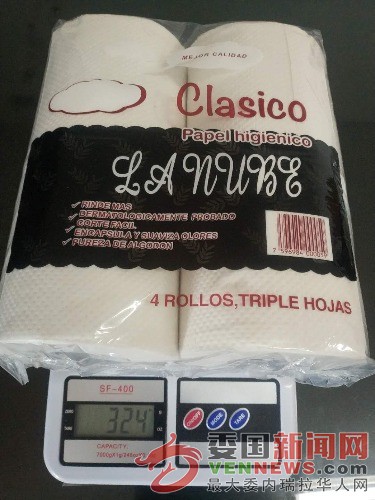 MEJOR CALIDAD
Clasico
Papel higienico
LA NUBE
✓ RINDE MAS
✓ DERMATOLOGICAMENTE PROBADO
✓ CORTE FACIL
✓ ENCAPSULA Y SUAVIZA OLORES
✓ PUREZA DE ALGODON
4 ROLLOS, TRIPLE HOJAS
SF-400
324
CAPACITY:
委国新闻网
VENNEWS.COM
最大委内瑞拉华人网